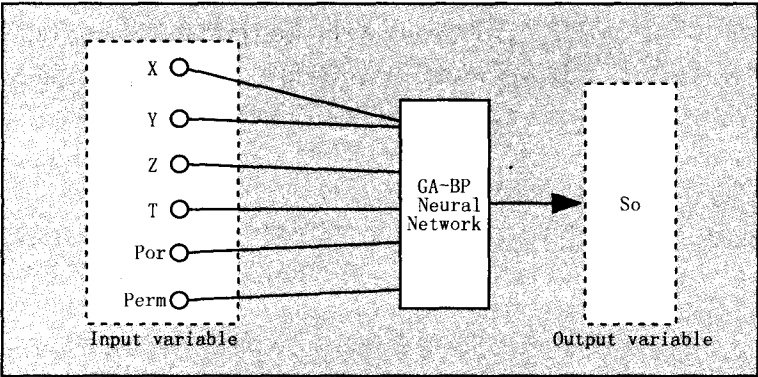 X
Y
Z
T
Por
Perm
Input variable
GA~BP
Neural
Network
So
Output variable